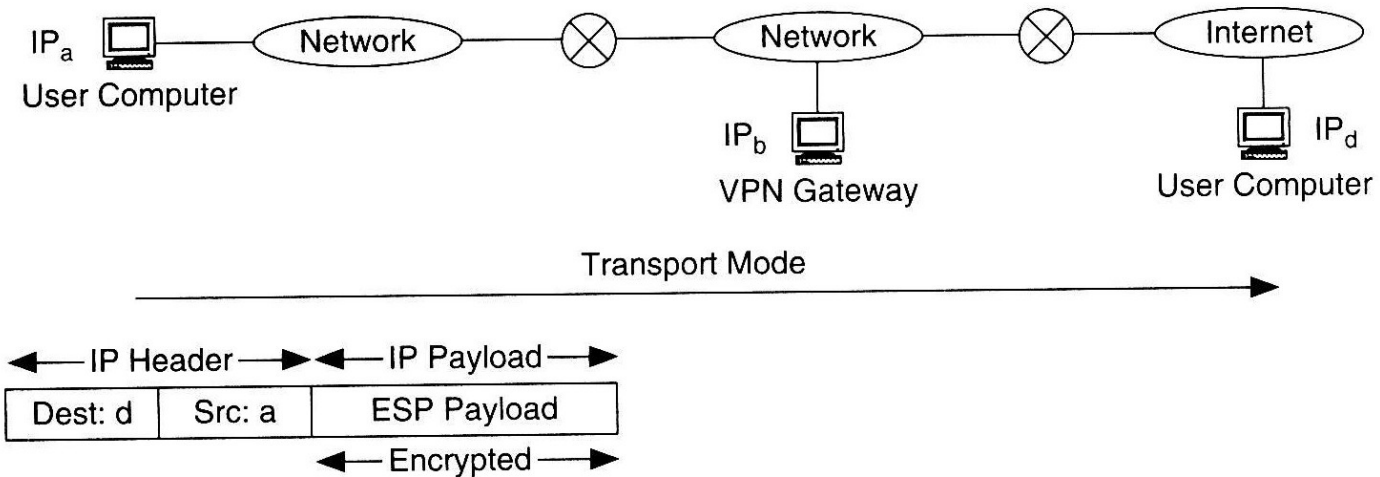 IPa
User Computer
Network
Network
IPb
VPN Gateway
Internet
IPd
User Computer
Transport Mode
IP Header
IP Payload
Dest: d
Src: a
ESP Payload
Encrypted